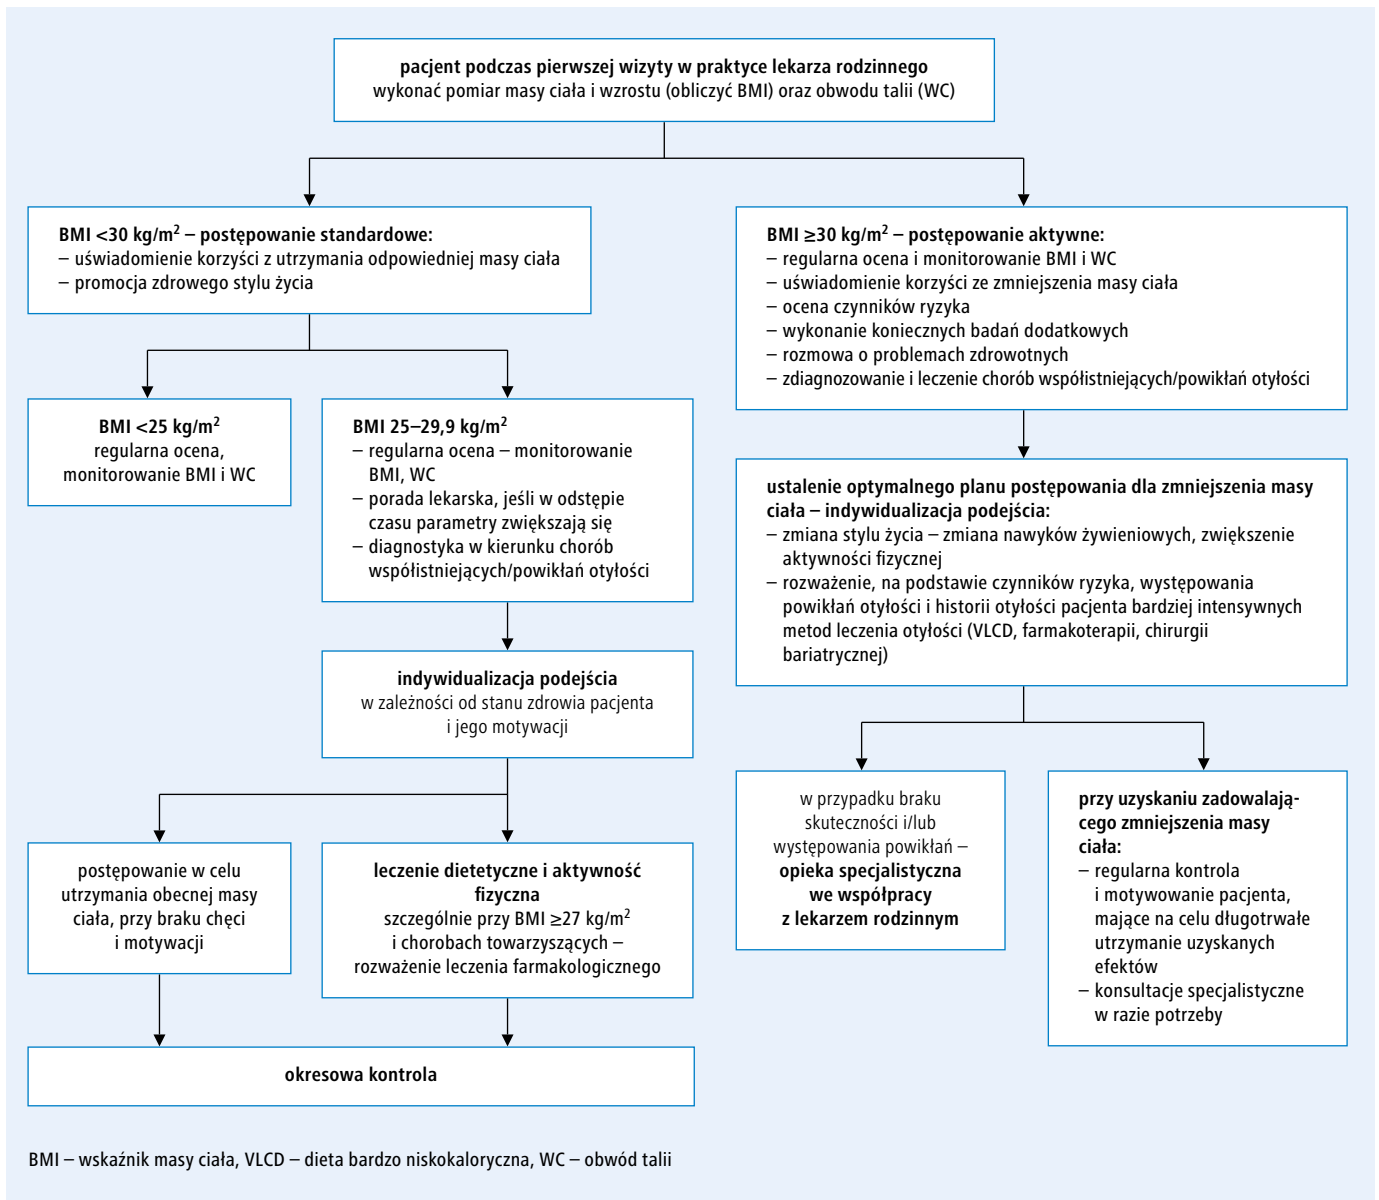 pacjent podczas pierwszej wizyty w praktyce lekarza rodzinnego
wykonać pomiar masy ciała i wzrostu (obliczyć BMI) oraz obwodu talii (WC)
BMI <30 kg/m² – postępowanie standardowe:
– uświadomienie korzyści z utrzymania odpowiedniej masy ciała
– promocja zdrowego stylu życia
BMI <25 kg/m²
regularna ocena,
monitorowanie BMI i WC
BMI 25–29,9 kg/m²
– regularna ocena – monitorowanie
BMI, WC
– porada lekarska, jeśli w odstępie
czasu parametry zwiększają się
– diagnostyka w kierunku chorób
współistniejących/powikłań otyłości
indywidualizacja podejścia
w zależności od stanu zdrowia pacjenta
i jego motywacji
postępowanie w celu
utrzymania obecnej masy
ciała, przy braku chęci
i motywacji
leczenie dietetyczne i aktywność
fizyczna
szczególnie przy BMI ≥27 kg/m²
i chorobach towarzyszących –
rozważenie leczenia farmakologicznego
okresowa kontrola
BMI ≥30 kg/m² – postępowanie aktywne:
– regularna ocena i monitorowanie BMI i WC
– uświadomienie korzyści ze zmniejszenia masy ciała
– ocena czynników ryzyka
– wykonanie koniecznych badań dodatkowych
– rozmowa o problemach zdrowotnych
– zdiagnozowanie i leczenie chorób współistniejących/powikłań otyłości
ustalenie optymalnego planu postępowania dla zmniejszenia masy
ciała – indywidualizacja podejścia:
– zmiana stylu życia – zmiana nawyków żywieniowych, zwiększenie
aktywności fizycznej
– rozważenie, na podstawie czynników ryzyka, występowania
powikłań otyłości i historii otyłości pacjenta bardziej intensywnych
metod leczenia otyłości (VLCD, farmakoterapii, chirurgii
bariatrycznej)
w przypadku braku
skuteczności i/lub
występowania powikłań –
opieka specjalistyczna
we współpracy
z lekarzem rodzinnym
przy uzyskaniu zadowalają-
cego zmniejszenia masy
ciała:
– regularna kontrola
i motywowanie pacjenta,
mające na celu długotrwałe
utrzymanie uzyskanych
efektów
– konsultacje specjalistyczne
w razie potrzeby
BMI – wskaźnik masy ciała, VLCD – dieta bardzo niskokaloryczna, WC – obwód talii